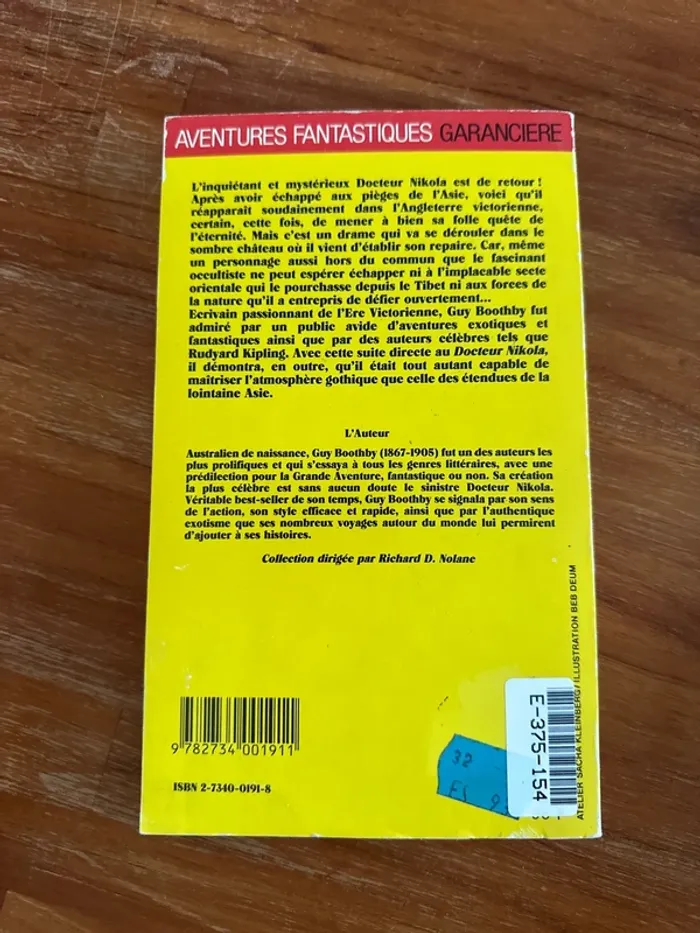 AVENTURES FANTASTIQUES GARANCIERE
L'inquiétant et mystérieux Docteur Nikola est de retour !
Après avoir échappé aux pièges de l'Asie, voici qu'il
réapparaît soudainement dans l'Angleterre victorienne,
certain, cette fois, de mener à bien sa folle quête de
l'éternité. Mais c'est un drame qui va se dérouler dans le
sombre château où il vient d'établir son repaire. Car, même
un personnage aussi hors du commun que le fascinant
occultiste ne peut espérer échapper ni à l'implacable secte
orientale qui le pourchasse depuis le Tibet ni aux forces de
la nature qu'il a entrepris de défier ouvertement...
Ecrivain passionnant de l'Ere Victorienne, Guy Boothby fut
admiré par un public avide d'aventures exotiques et
fantastiques ainsi que par des auteurs célèbres tels que
Rudyard Kipling. Avec cette suite directe au Docteur Nikola,
il démontra, en outre, qu'il était tout autant capable de
maîtriser l'atmosphère gothique que celle des étendues de la
lointaine Asie.
L'Auteur
Australien de naissance, Guy Boothby (1867-1905) fut un des auteurs les
plus prolifiques et qui s'essaya à tous les genres littéraires, avec une
prédilection pour la Grande Aventure, fantastique ou non. Sa création
la plus célèbre est sans aucun doute le sinistre Docteur Nikola.
Véritable best-seller de son temps, Guy Boothby se signala par son sens
de l'action, son style efficace et rapide, ainsi que par l'authentique
exotisme que ses nombreux voyages autour du monde lui permirent
d'ajouter à ses histoires.
Collection dirigée par Richard D. Nolane
ATELIER SACHA KLEINBERG / ILLUSTRATION BEB DEUM
E-375-154
32
FS
9 782734 001911
ISBN 2-7340-0191-8